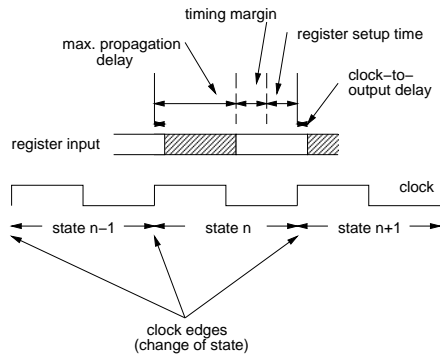 timing margin
max. propagation
delay
register setup time
clock-to-
output delay
register input
clock
state n-1
state n
state n+1
clock edges
(change of state)